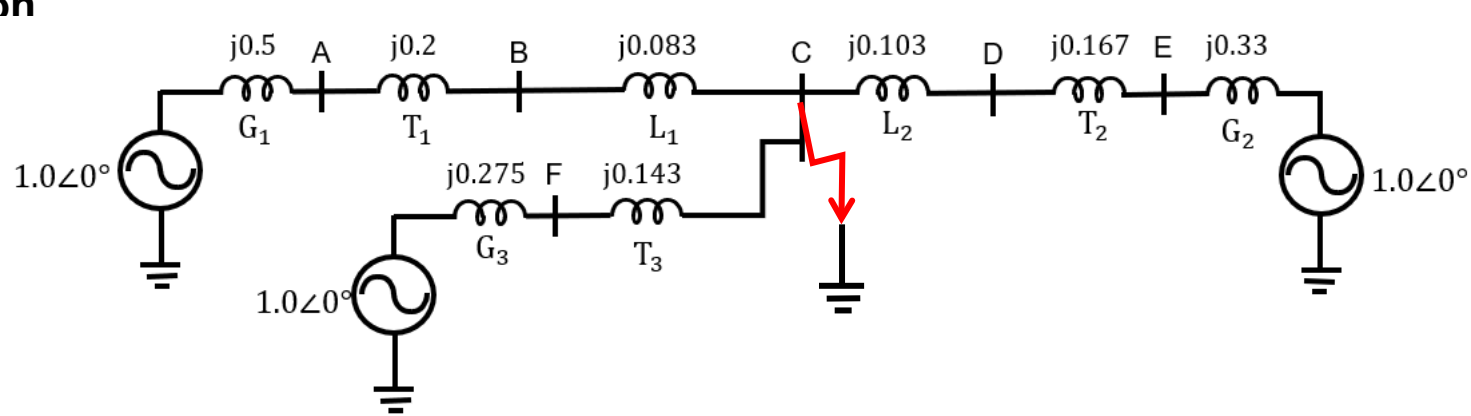 on
j0.5 A j0.2 B j0.083 C j0.103 D j0.167 E j0.33
G₁ T₁ L₁ L₂ T₂ G₂
1.0∠0° j0.275 F j0.143 1.0∠0°
G₃ T₃
1.0∠0°